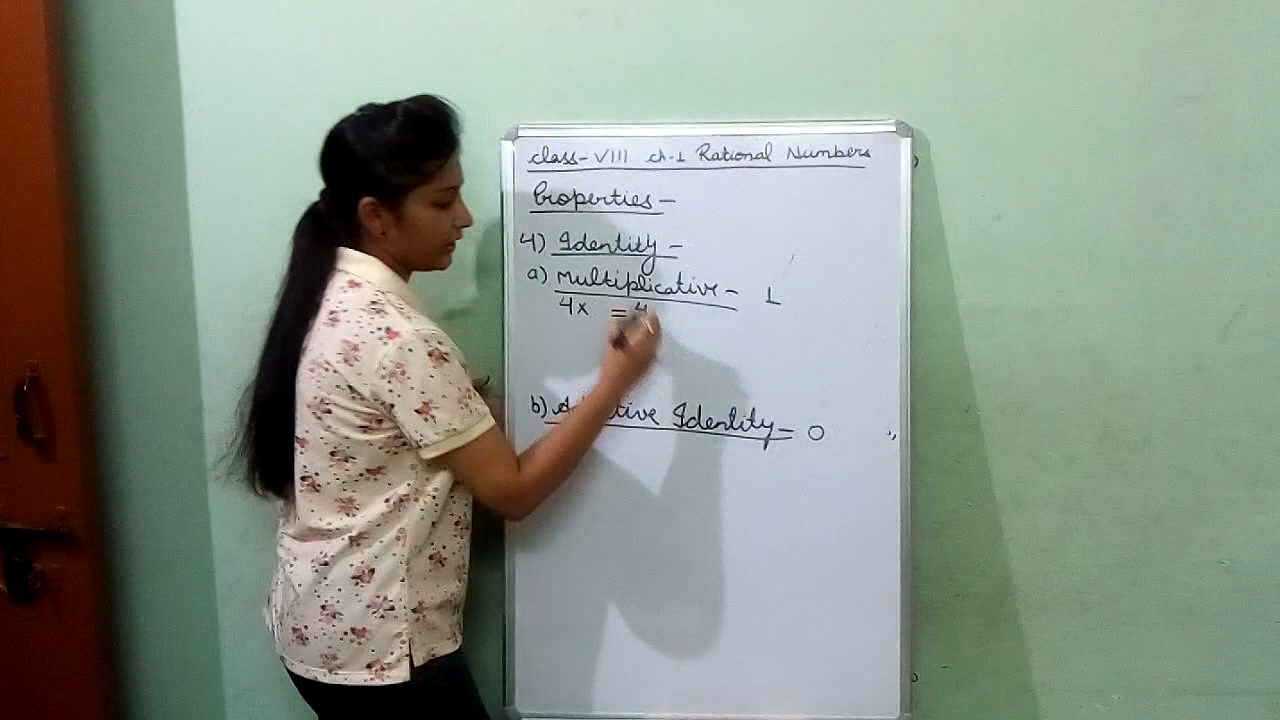 Class-VIII ch-1 Rational Numbers
Properties-
4) Identity-
a) Multiplicative- 1
4x = 4
b) Additive Identity- 0